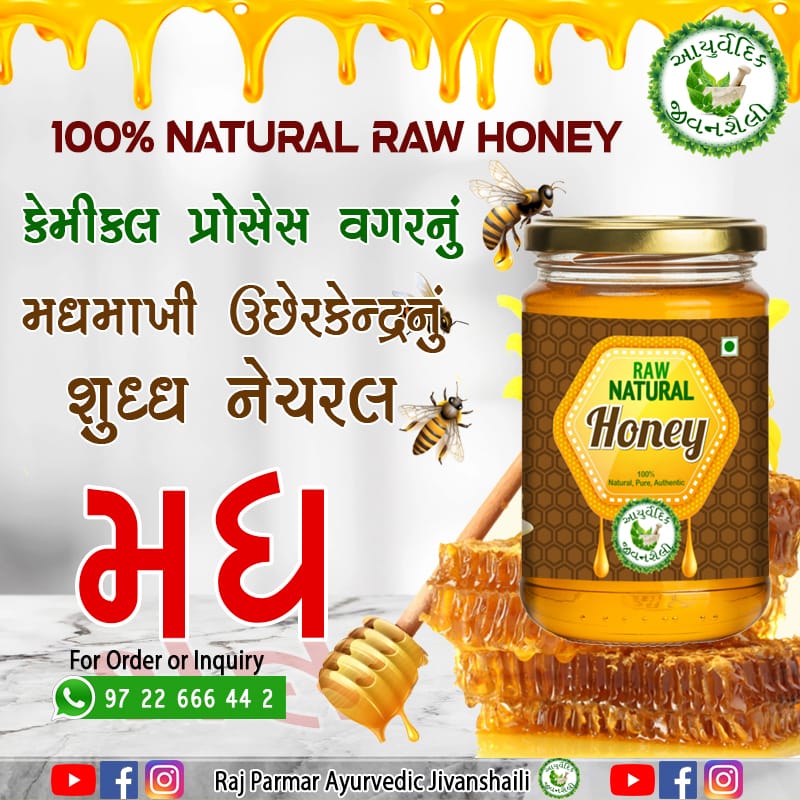 આયુર્વેદિક
જીવનશૈલી
100% NATURAL RAW HONEY
કેમીકલ પ્રોસેસ વગરનું
મધમાખી ઉછેરકેન્દ્રનું
શુધ્ધ નેચરલ
મધ
For Order or Inquiry
97 22 666 44 2
RAW
NATURAL
Honey
100%
Natural, Pure, Authentic
આયુર્વેદિક
જીવનશૈલી
Raj Parmar Ayurvedic Jivanshaili